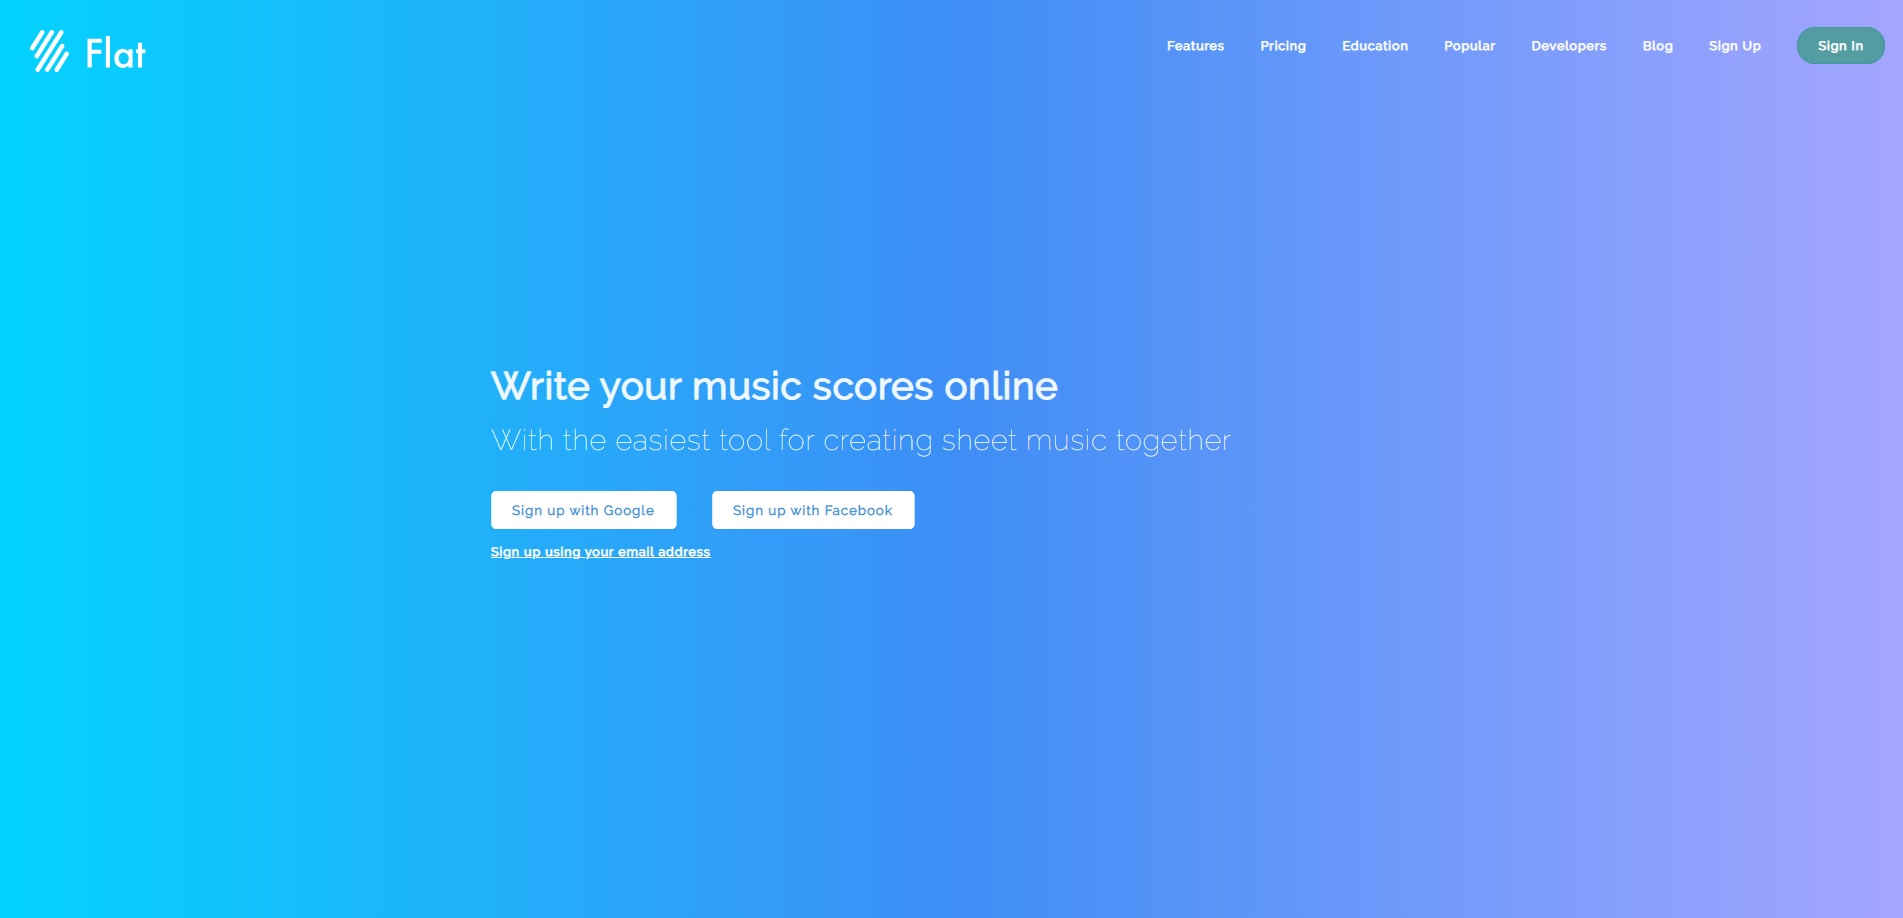 Flat
Features Pricing Education Popular Developers Blog Sign Up Sign In
Write your music scores online
With the easiest tool for creating sheet music together
Sign up with Google Sign up with Facebook
Sign up using your email address